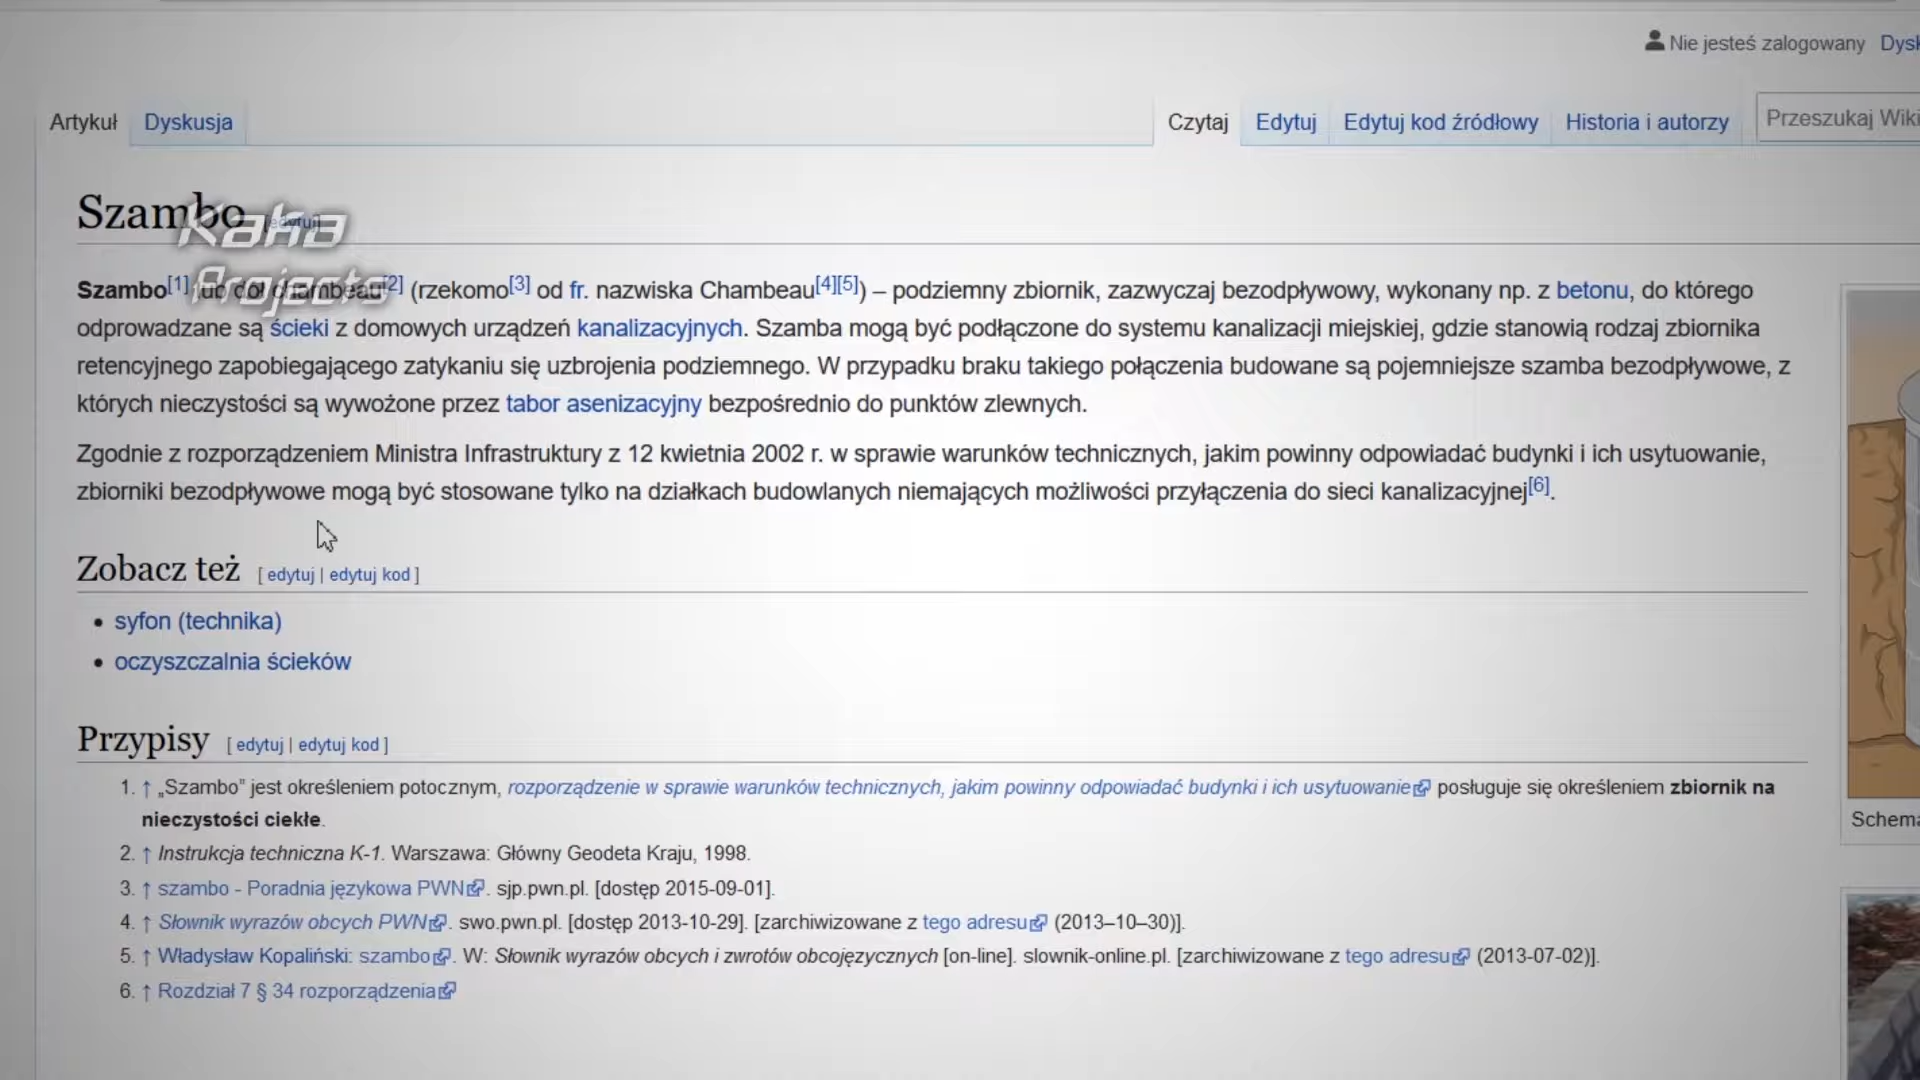 Nie jesteś zalogowany
Artykuł Dyskusja Czytaj Edytuj Edytuj kod źródłowy Historia i autorzy Przeszukaj
Szambo [edytuj]
Kaka
Projects
Szambo[1] lub dół chambeau[2] (rzekomo[3] od fr. nazwiska Chambeau[4][5]) – podziemny zbiornik, zazwyczaj bezodpływowy, wykonany np. z betonu, do którego
odprowadzane są ścieki z domowych urządzeń kanalizacyjnych. Szamba mogą być podłączone do systemu kanalizacji miejskiej, gdzie stanowią rodzaj zbiornika
retencyjnego zapobiegającego zatykaniu się uzbrojenia podziemnego. W przypadku braku takiego połączenia budowane są pojemniejsze szamba bezodpływowe, z
których nieczystości są wywożone przez tabor asenizacyjny bezpośrednio do punktów zlewnych.
Zgodnie z rozporządzeniem Ministra Infrastruktury z 12 kwietnia 2002 r. w sprawie warunków technicznych, jakim powinny odpowiadać budynki i ich usytuowanie,
zbiorniki bezodpływowe mogą być stosowane tylko na działkach budowlanych niemających możliwości przyłączenia do sieci kanalizacyjnej[6].
Zobacz też [ edytuj | edytuj kod ]
• syfon (technika)
• oczyszczalnia ścieków
Przypisy [ edytuj | edytuj kod ]
1. ↑ „Szambo” jest określeniem potocznym, rozporządzenie w sprawie warunków technicznych, jakim powinny odpowiadać budynki i ich usytuowanie posługuje się określeniem zbiornik na
nieczystości ciekłe.
2. ↑ Instrukcja techniczna K-1. Warszawa: Główny Geodeta Kraju, 1998.
3. ↑ szambo - Poradnia językowa PWN. sjp.pwn.pl. [dostęp 2015-09-01].
4. ↑ Słownik wyrazów obcych PWN. swo.pwn.pl. [dostęp 2013-10-29]. [zarchiwizowane z tego adresu (2013–10–30)].
5. ↑ Władysław Kopaliński: szambo. W: Słownik wyrazów obcych i zwrotów obcojęzycznych [on-line]. slownik-online.pl. [zarchiwizowane z tego adresu (2013-07-02)].
6. ↑ Rozdział 7 § 34 rozporządzenia